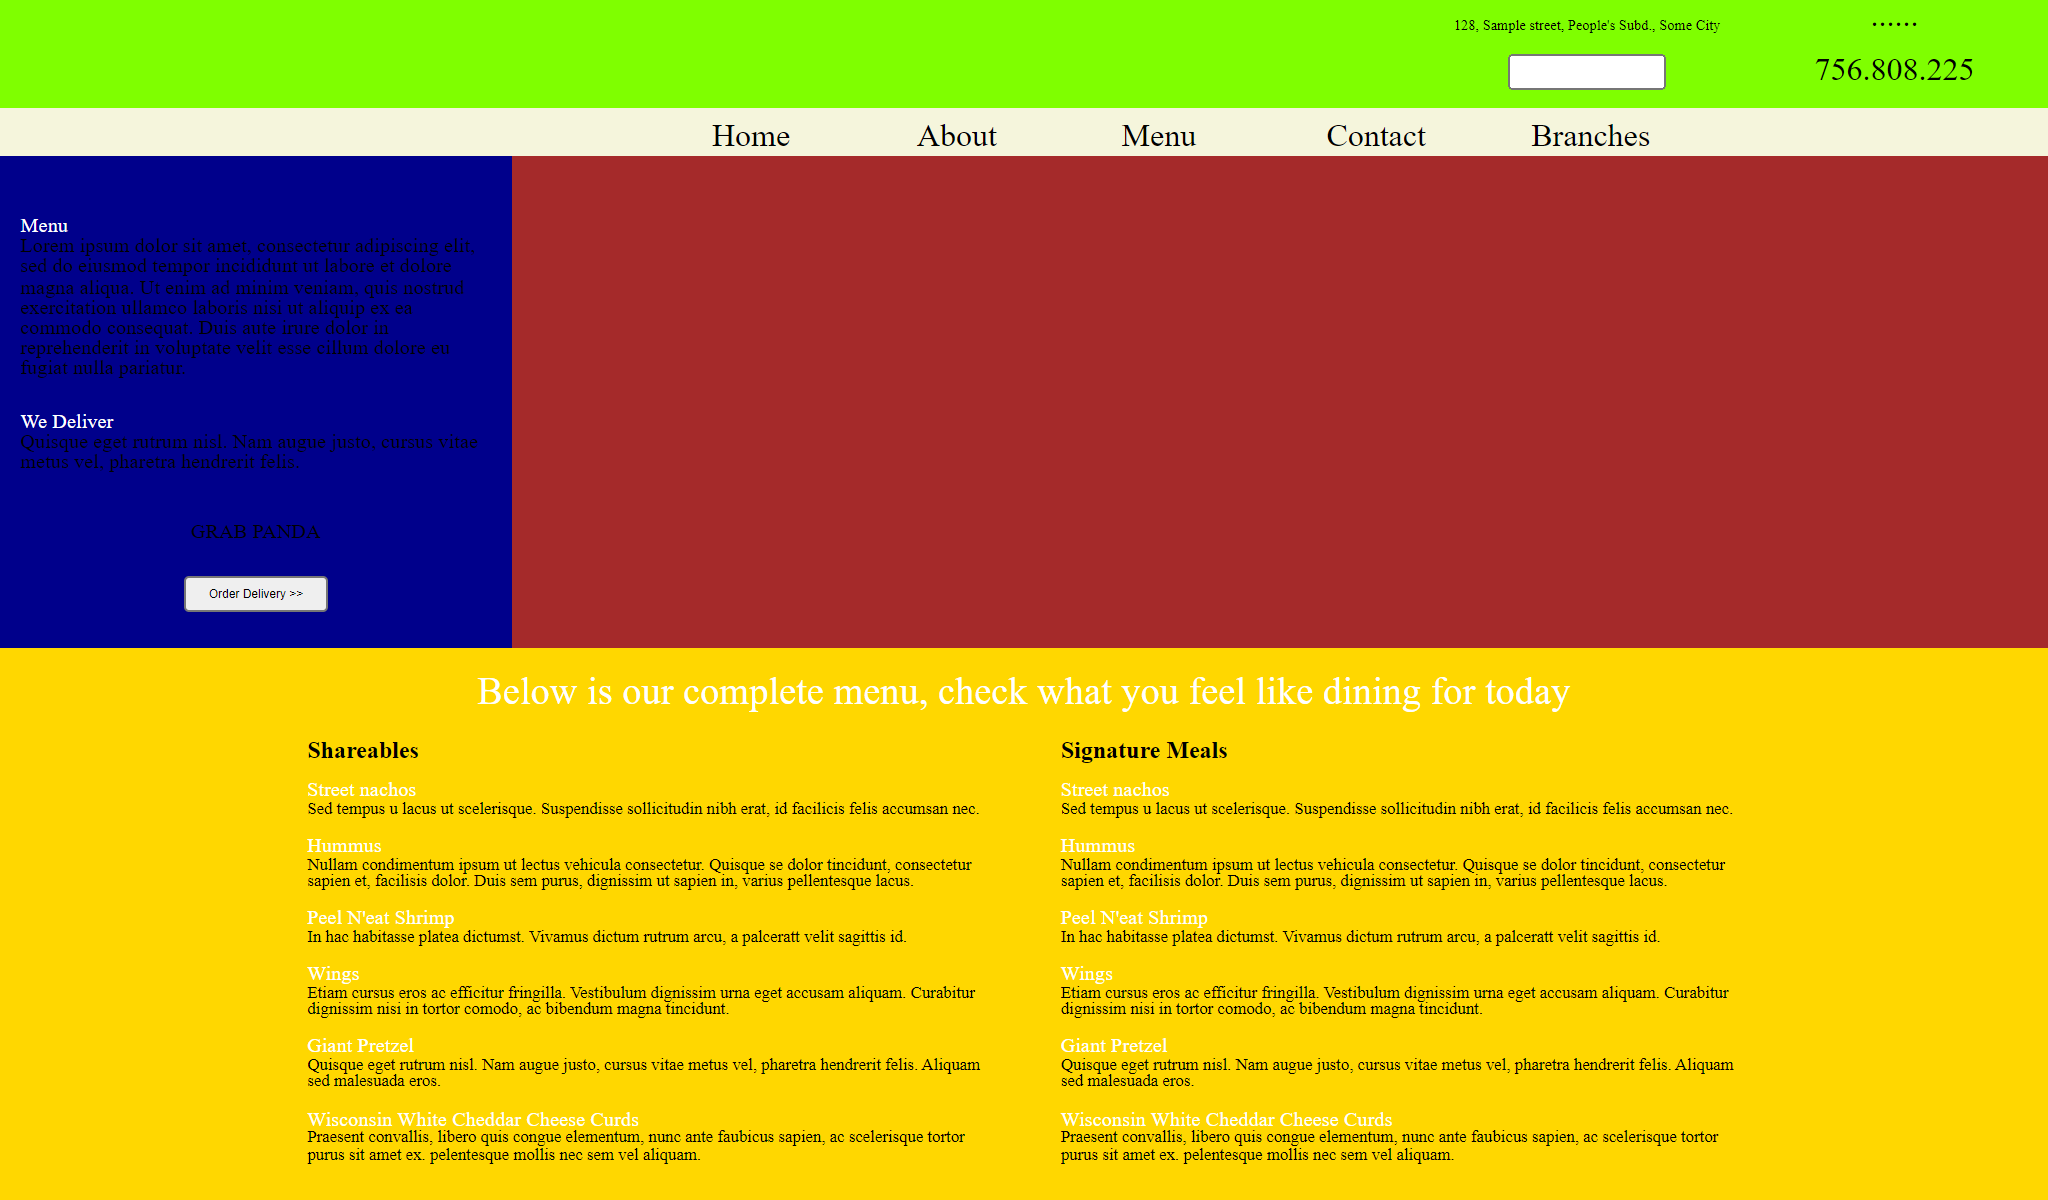 128, Sample street, People's Subd., Some City
......
756.808.225
Home About Menu Contact Branches
Menu
Lorem ipsum dolor sit amet, consectetur adipiscing elit,
sed do eiusmod tempor incididunt ut labore et dolore
magna aliqua. Ut enim ad minim veniam, quis nostrud
exercitation ullamco laboris nisi ut aliquip ex ea
commodo consequat. Duis aute irure dolor in
reprehenderit in voluptate velit esse cillum dolore eu
fugiat nulla pariatur.
We Deliver
Quisque eget rutrum nisl. Nam augue justo, cursus vitae
metus vel, pharetra hendrerit felis.
GRAB PANDA
Order Delivery >>
Below is our complete menu, check what you feel like dining for today
Shareables
Street nachos
Sed tempus u lacus ut scelerisque. Suspendisse sollicitudin nibh erat, id facilicis felis accumsan nec.
Hummus
Nullam condimentum ipsum ut lectus vehicula consectetur. Quisque se dolor tincidunt, consectetur
sapien et, facilisis dolor. Duis sem purus, dignissim ut sapien in, varius pellentesque lacus.
Peel N'eat Shrimp
In hac habitasse platea dictumst. Vivamus dictum rutrum arcu, a palceratt velit sagittis id.
Wings
Etiam cursus eros ac efficitur fringilla. Vestibulum dignissim urna eget accusam aliquam. Curabitur
dignissim nisi in tortor comodo, ac bibendum magna tincidunt.
Giant Pretzel
Quisque eget rutrum nisl. Nam augue justo, cursus vitae metus vel, pharetra hendrerit felis. Aliquam
sed malesuada eros.
Wisconsin White Cheddar Cheese Curds
Praesent convallis, libero quis congue elementum, nunc ante faubicus sapien, ac scelerisque tortor
purus sit amet ex. pelentesque mollis nec sem vel aliquam.
Signature Meals
Street nachos
Sed tempus u lacus ut scelerisque. Suspendisse sollicitudin nibh erat, id facilicis felis accumsan nec.
Hummus
Nullam condimentum ipsum ut lectus vehicula consectetur. Quisque se dolor tincidunt, consectetur
sapien et, facilisis dolor. Duis sem purus, dignissim ut sapien in, varius pellentesque lacus.
Peel N'eat Shrimp
In hac habitasse platea dictumst. Vivamus dictum rutrum arcu, a palceratt velit sagittis id.
Wings
Etiam cursus eros ac efficitur fringilla. Vestibulum dignissim urna eget accusam aliquam. Curabitur
dignissim nisi in tortor comodo, ac bibendum magna tincidunt.
Giant Pretzel
Quisque eget rutrum nisl. Nam augue justo, cursus vitae metus vel, pharetra hendrerit felis. Aliquam
sed malesuada eros.
Wisconsin White Cheddar Cheese Curds
Praesent convallis, libero quis congue elementum, nunc ante faubicus sapien, ac scelerisque tortor
purus sit amet ex. pelentesque mollis nec sem vel aliquam.